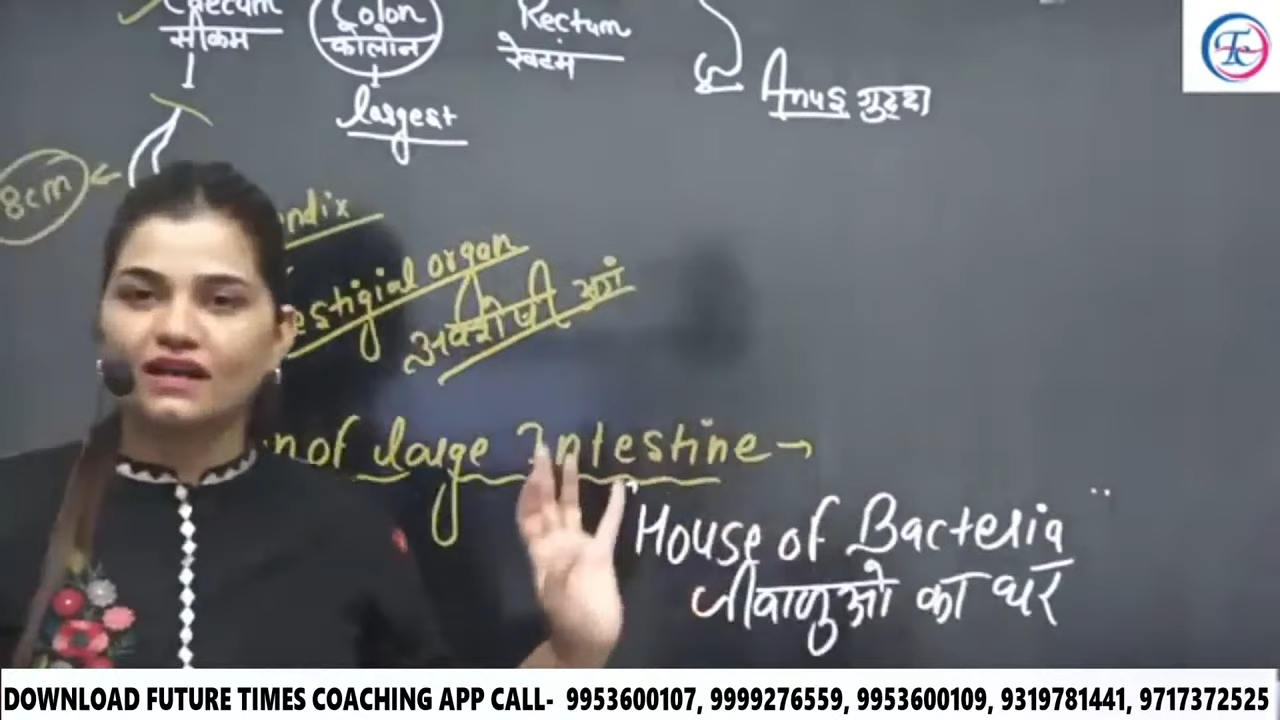 Caecum Colon Rectum
सीकम कोलोन रेक्टम
largest
Anus गुद्दा
8cm
ndix
estigial organ
अवशेषी अंग
n of large Intestine →
"House of Bacteria"
जीवाणुओ का घर
DOWNLOAD FUTURE TIMES COACHING APP CALL- 9953600107, 9999276559, 9953600109, 9319781441, 9717372525